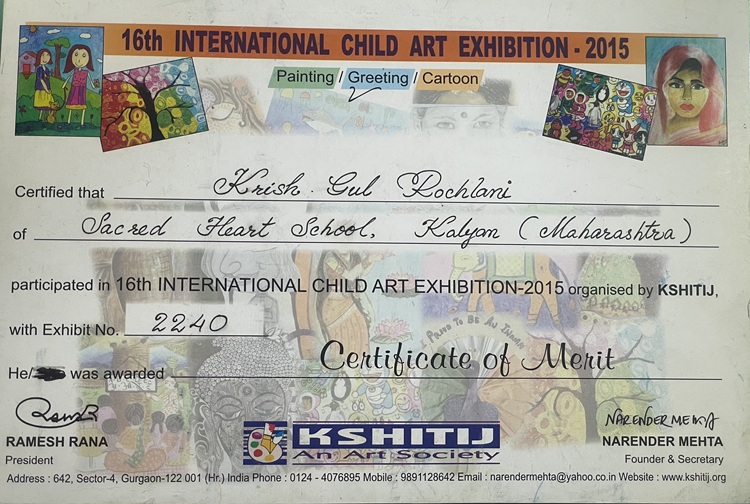 16th INTERNATIONAL CHILD ART EXHIBITION - 2015
Painting / Greeting / Cartoon
Certified that Krish Gul Rochlani
of Sacred Heart School, Kalyan (Maharashtra)
participated in 16th INTERNATIONAL CHILD ART EXHIBITION-2015 organised by KSHITIJ,
with Exhibit No. 2240
I PROUD TO BE AN INDIAN
Certificate of Merit
He/ was awarded
NARENDER MEHTA
RAMESH RANA
President
KSHITIJ
An Art Society
NARENDER MEHTA
Founder & Secretary
Address : 642, Sector-4, Gurgaon-122 001 (Hr.) India Phone : 0124 - 4076895 Mobile : 9891128642 Email : narendermehta@yahoo.co.in Website : www.kshitij.org